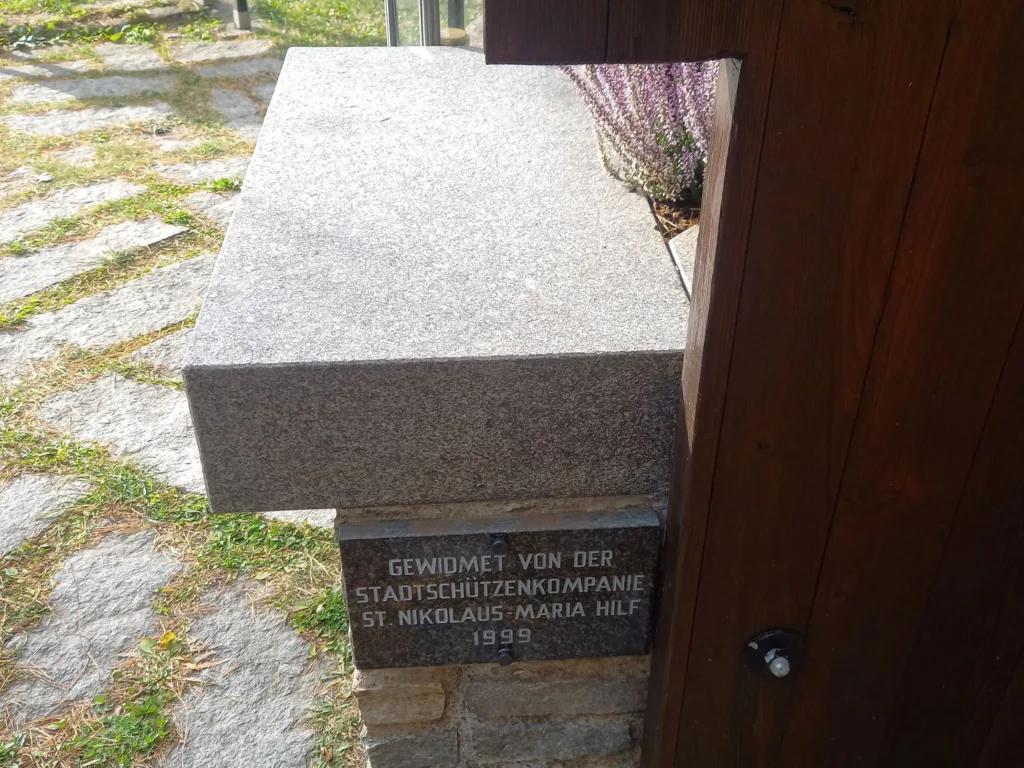 GEWIDMET VON DER
STADTSCHÜTZENKOMPANIE
ST. NIKOLAUS-MARIA HILF
1999